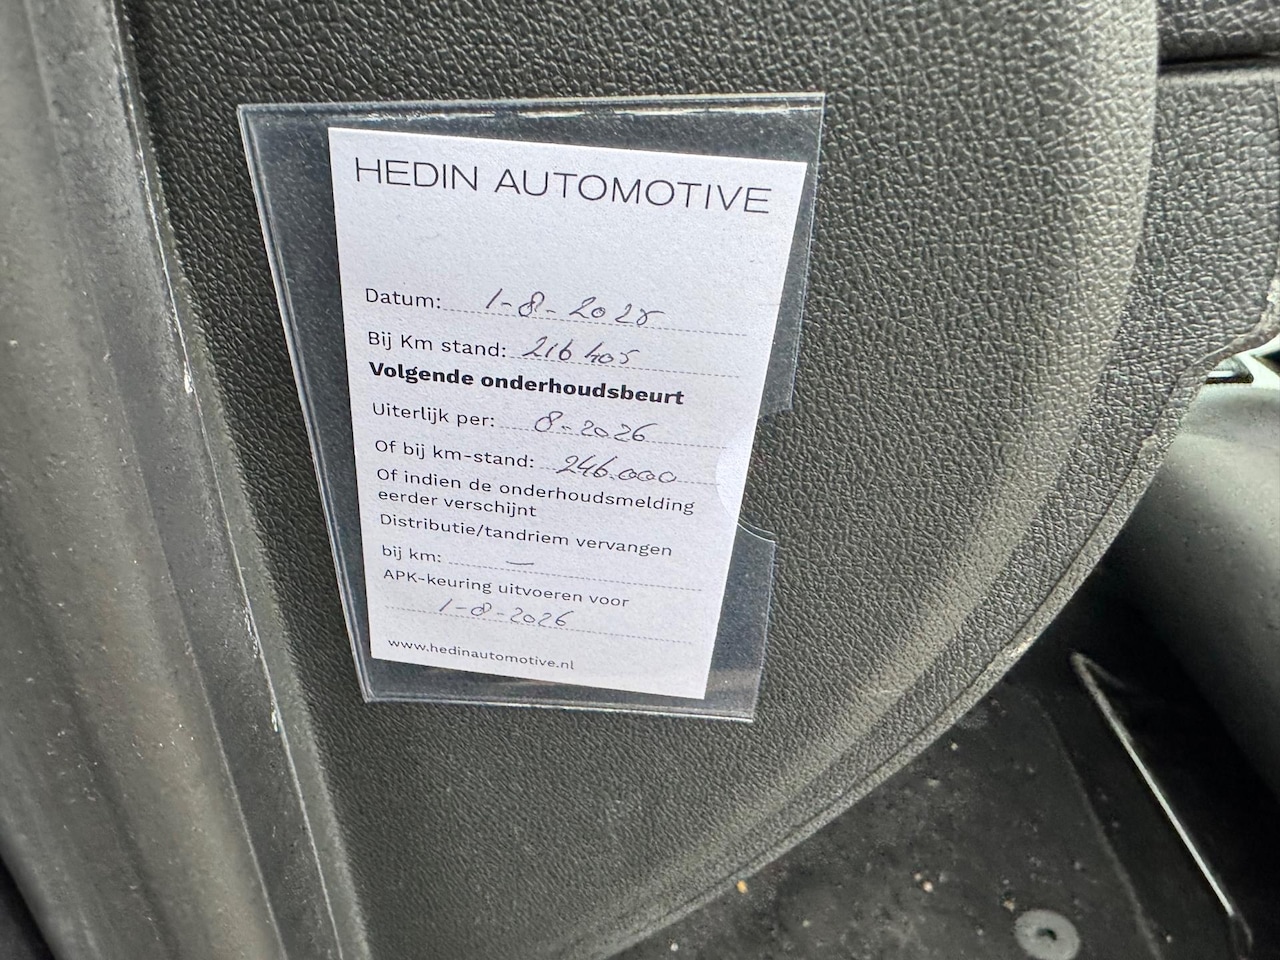 HEDIN AUTOMOTIVE
Datum: 1-8-2025
Bij Km stand: 216405
Volgende onderhoudsbeurt
Uiterlijk per: 8-2026
Of bij km-stand: 246.000
Of indien de onderhoudsmelding
eerder verschijnt
Distributie/tandriem vervangen
bij km: —
APK-keuring uitvoeren voor
1-8-2026
www.hedinautomotive.nl